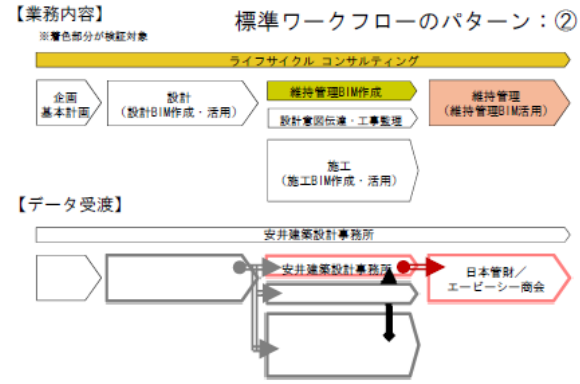 【業務内容】
標準ワークフローのパターン：②
※着色部分が検証対象
ライフサイクル コンサルティング
企画
基本計画
設計
（設計BIM作成・活用）
維持管理BIM作成
設計意図伝達・工事監理
施工
（施工BIM作成・活用）
維持管理
（維持管理BIM活用）
【データ受渡】
安井建築設計事務所
安井建築設計事務所
日本管財／
エービーシー商会